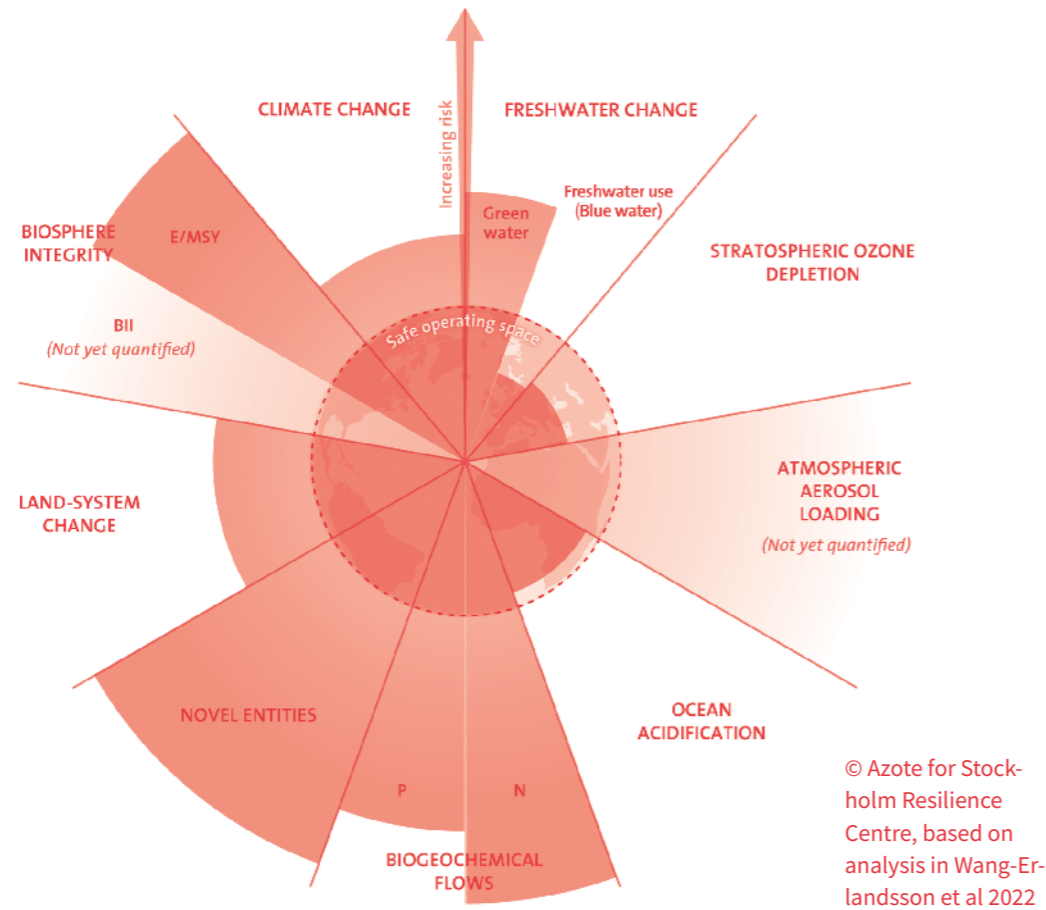 CLIMATE CHANGE
Increasing risk
FRESHWATER CHANGE
Freshwater use
(Blue water)
Green
water
STRATOSPHERIC OZONE
DEPLETION
BIOSPHERE
INTEGRITY
E/MSY
BII
(Not yet quantified)
Safe operating space
ATMOSPHERIC
AEROSOL
LOADING
(Not yet quantified)
LAND-SYSTEM
CHANGE
NOVEL ENTITIES
OCEAN
ACIDIFICATION
P
N
BIOGEOCHEMICAL
FLOWS
© Azote for Stock-
holm Resilience
Centre, based on
analysis in Wang-Er-
landsson et al 2022